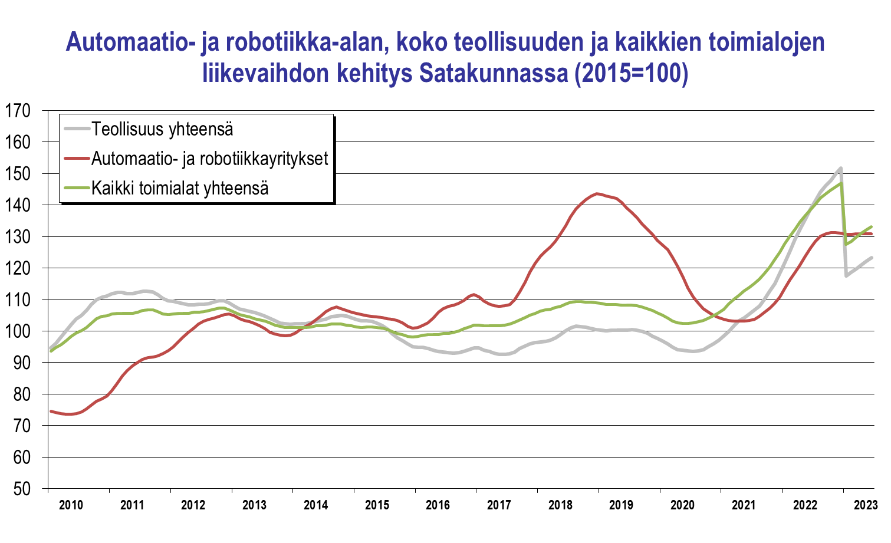 Automaatio- ja robotiikka-alan, koko teollisuuden ja kaikkien toimialojen
liikevaihdon kehitys Satakunnassa (2015=100)
170
160
150
140
130
120
110
100
90
80
70
60
50
Teollisuus yhteensä
Automaatio- ja robotiikkayritykset
Kaikki toimialat yhteensä
2010 2011 2012 2013 2014 2015 2016 2017 2018 2019 2020 2021 2022 2023